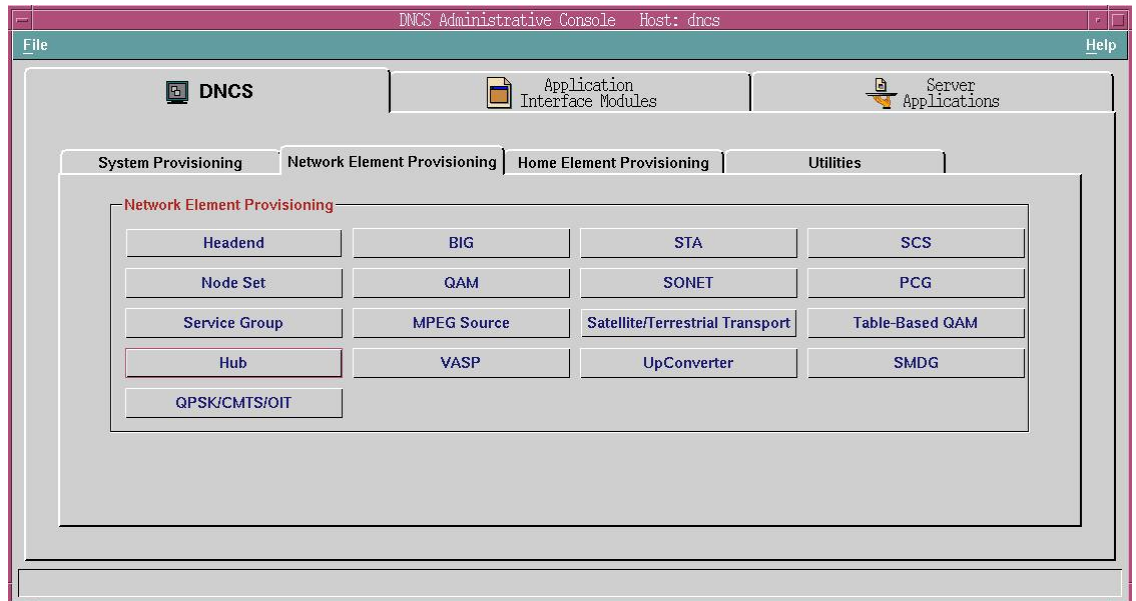 DNCS Administrative Console Host: dncs
File Help
DNCS
Application
Interface Modules
Server
Applications
System Provisioning Network Element Provisioning Home Element Provisioning Utilities
Network Element Provisioning
Headend BIG STA SCS
Node Set QAM SONET PCG
Service Group MPEG Source Satellite/Terrestrial Transport Table-Based QAM
Hub VASP UpConverter SMDG
QPSK/CMTS/OIT